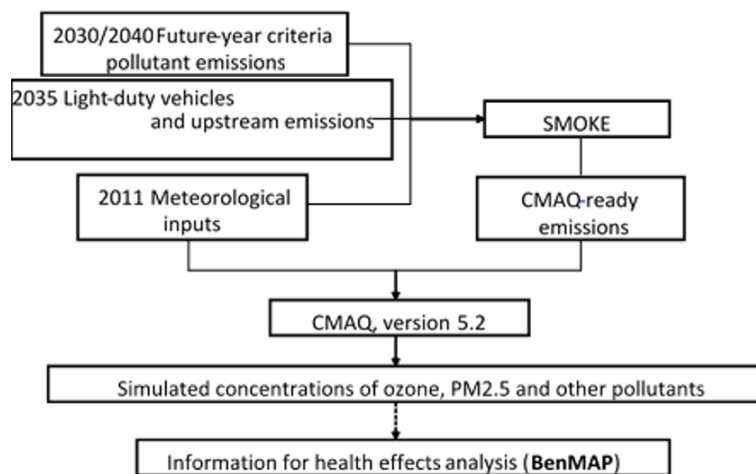 2030/2040 Future-year criteria
pollutant emissions
2035 Light-duty vehicles
and upstream emissions
SMOKE
2011 Meteorological
inputs
CMAQ-ready
emissions
CMAQ, version 5.2
Simulated concentrations of ozone, PM2.5 and other pollutants
Information for health effects analysis (BenMAP)